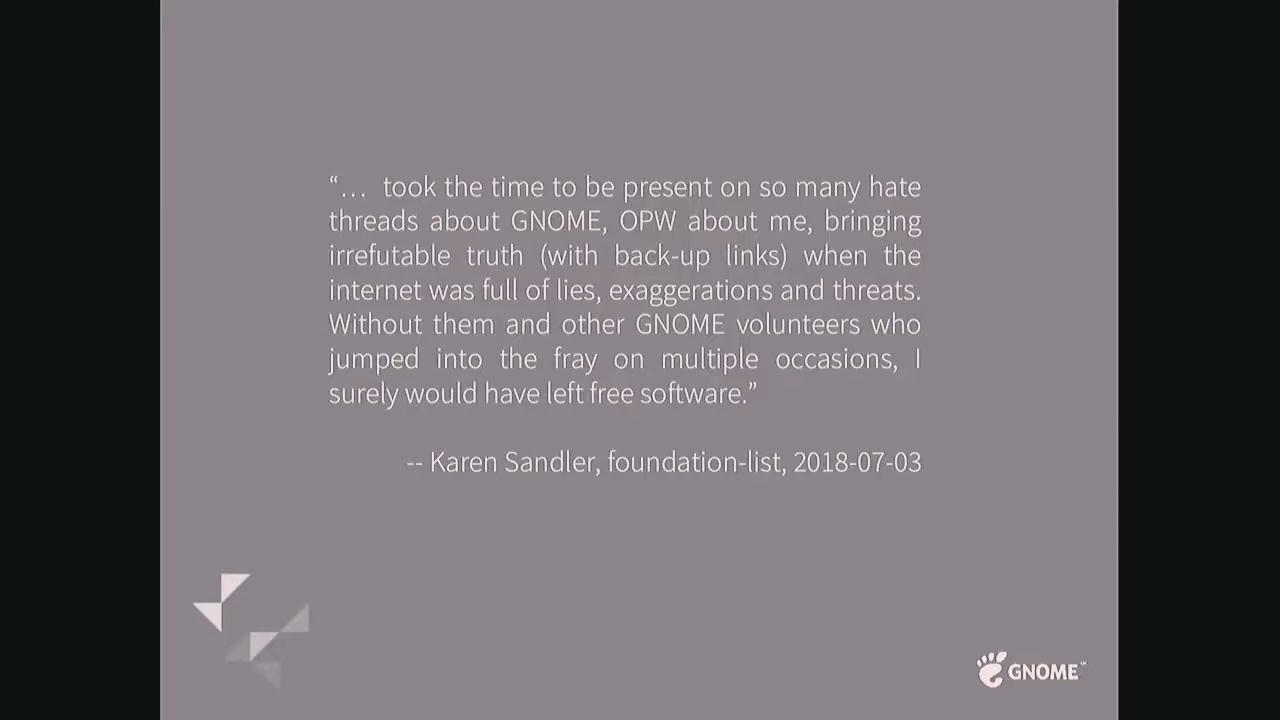 “… took the time to be present on so many hate
threads about GNOME, OPW about me, bringing
irrefutable truth (with back-up links) when the
internet was full of lies, exaggerations and threats.
Without them and other GNOME volunteers who
jumped into the fray on multiple occasions, I
surely would have left free software.”
-- Karen Sandler, foundation-list, 2018-07-03
GNOME™